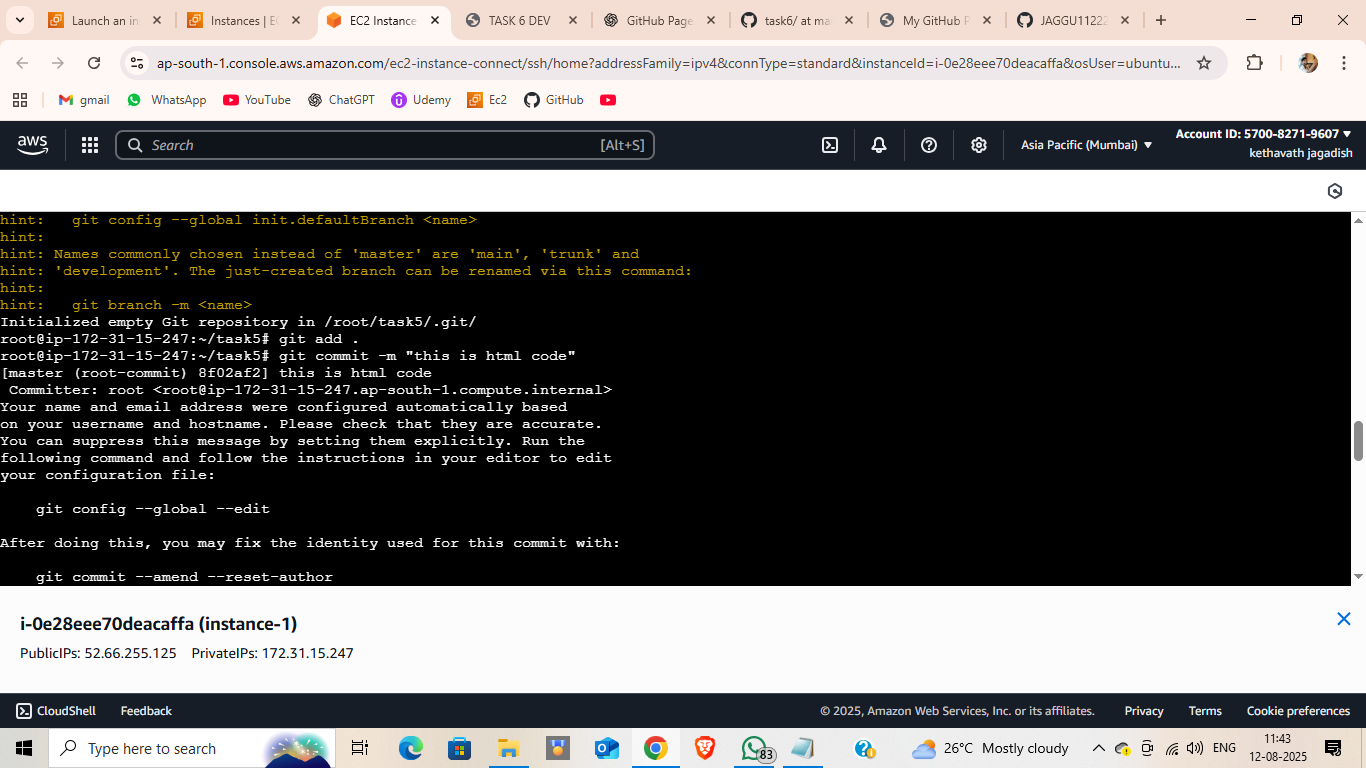 Launch an in
Instances | EC
EC2 Instance
TASK 6 DEV
GitHub Page
task6/ at ma
My GitHub P
JAGGU11222
ap-south-1.console.aws.amazon.com/ec2-instance-connect/ssh/home?addressFamily=ipv4&connType=standard&instanceId=i-0e28eee70deacaffa&osUser=ubuntu...
gmail
WhatsApp
YouTube
ChatGPT
Udemy
Ec2
GitHub
aws
Search
[Alt+S]
Asia Pacific (Mumbai)
Account ID: 5700-8271-9607
kethavath jagadish
hint:   git config --global init.defaultBranch <name>
hint:
hint: Names commonly chosen instead of 'master' are 'main', 'trunk' and
hint: 'development'. The just-created branch can be renamed via this command:
hint:
hint:   git branch -m <name>
Initialized empty Git repository in /root/task5/.git/
root@ip-172-31-15-247:~/task5# git add .
root@ip-172-31-15-247:~/task5# git commit -m "this is html code"
[master (root-commit) 8f02af2] this is html code
 Committer: root <root@ip-172-31-15-247.ap-south-1.compute.internal>
Your name and email address were configured automatically based
on your username and hostname. Please check that they are accurate.
You can suppress this message by setting them explicitly. Run the
following command and follow the instructions in your editor to edit
your configuration file:
    git config --global --edit
After doing this, you may fix the identity used for this commit with:
    git commit --amend --reset-author
i-0e28eee70deacaffa (instance-1)
PublicIPs: 52.66.255.125    PrivateIPs: 172.31.15.247
CloudShell
Feedback
© 2025, Amazon Web Services, Inc. or its affiliates.
Privacy
Terms
Cookie preferences
Type here to search
83
26°C Mostly cloudy
ENG
11:43
12-08-2025